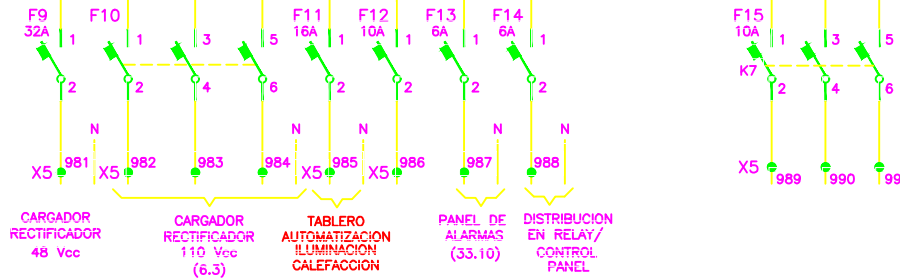 F9 F10 F11 F12 F13 F14 F15
32A 16A 10A 6A 6A 10A
1 1 3 5 1 1 1 1 1 3 5
K7
2 2 4 6 2 2 2 2 2 4 6
N N N N
X5 981 X5 982 983 984 X5 985 X5 986 987 988 X5 989 990
CARGADOR
RECTIFICADOR
48 Vcc
CARGADOR
RECTIFICADOR
110 Vcc
(6.3)
TABLERO
AUTOMATIZACION
ILUMINACION
CALEFACCION
PANEL DE
ALARMAS
(33.10)
DISTRIBUCION
EN RELAY/
CONTROL
PANEL